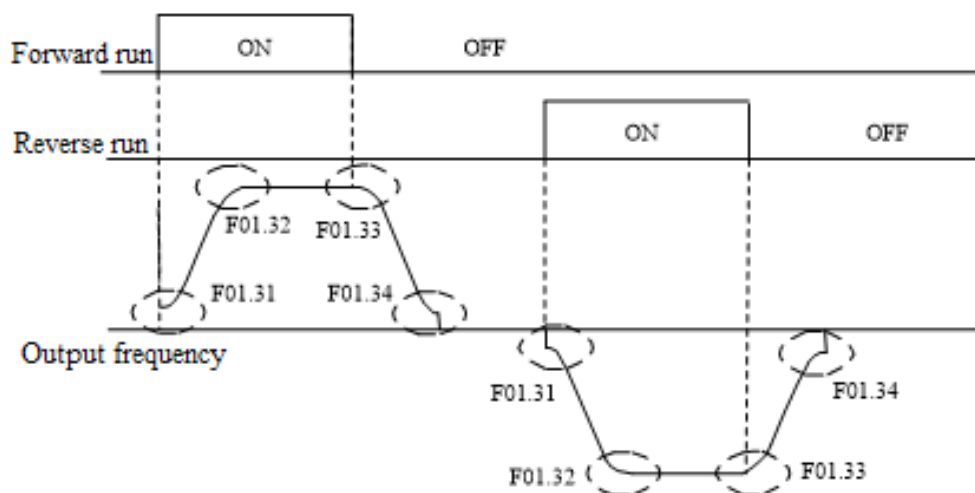 Forward run
ON
OFF
Reverse run
ON
OFF
F01.32
F01.33
F01.31
F01.34
Output frequency
F01.31
F01.34
F01.32
F01.33